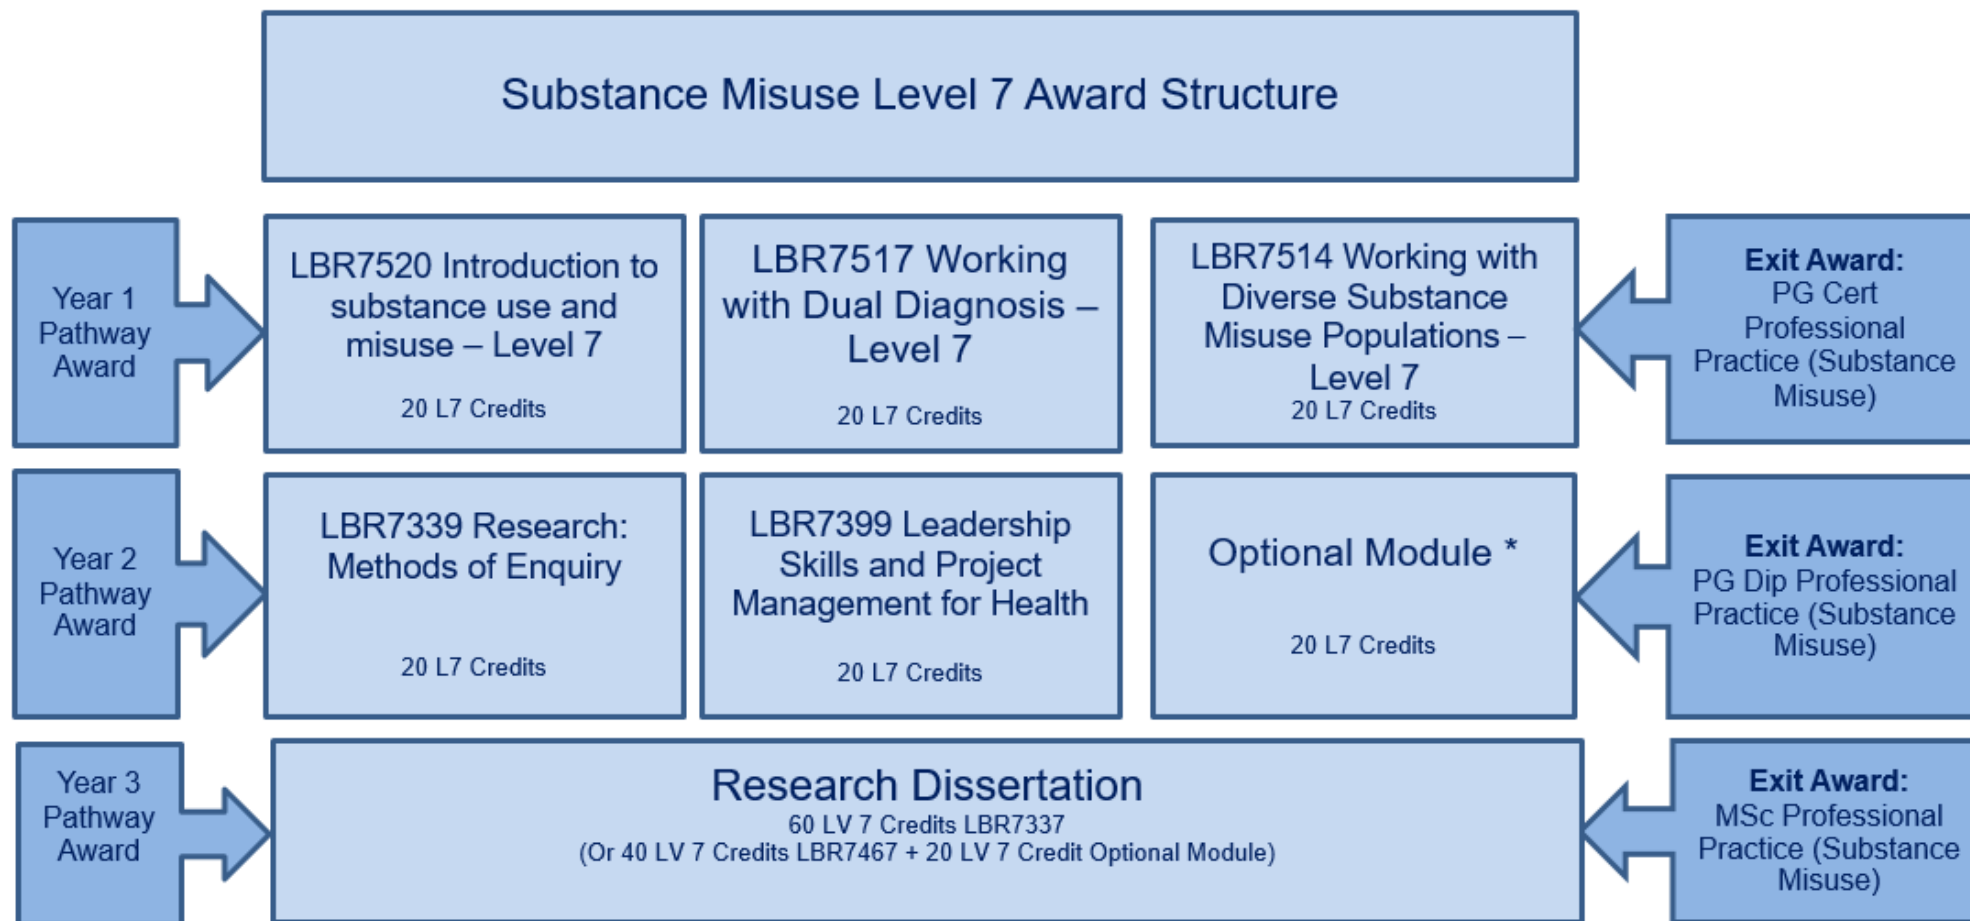 Substance Misuse Level 7 Award Structure
Year 1
Pathway
Award
LBR7520 Introduction to
substance use and
misuse – Level 7
20 L7 Credits
LBR7517 Working
with Dual Diagnosis –
Level 7
20 L7 Credits
LBR7514 Working with
Diverse Substance
Misuse Populations –
Level 7
20 L7 Credits
Exit Award:
PG Cert
Professional
Practice (Substance
Misuse)
Year 2
Pathway
Award
LBR7339 Research:
Methods of Enquiry
20 L7 Credits
LBR7399 Leadership
Skills and Project
Management for Health
20 L7 Credits
Optional Module *
20 L7 Credits
Exit Award:
PG Dip Professional
Practice (Substance
Misuse)
Year 3
Pathway
Award
Research Dissertation
60 LV 7 Credits LBR7337
(Or 40 LV 7 Credits LBR7467 + 20 LV 7 Credit Optional Module)
Exit Award:
MSc Professional
Practice (Substance
Misuse)